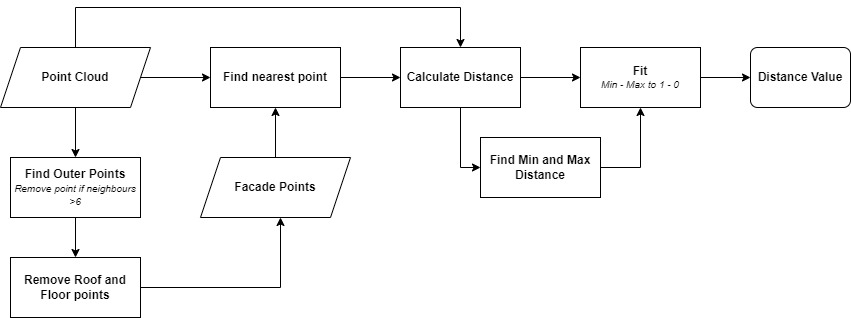 Point Cloud
Find nearest point
Calculate Distance
Fit
Min - Max to 1 - 0
Distance Value
Find Outer Points
Remove point if neighbours
>6
Facade Points
Find Min and Max
Distance
Remove Roof and
Floor points